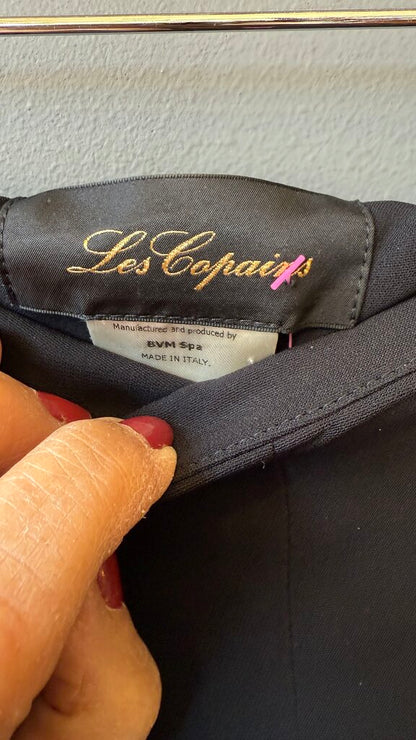 Les Copains
Manufactured and produced by
BVM Spa
MADE IN ITALY.